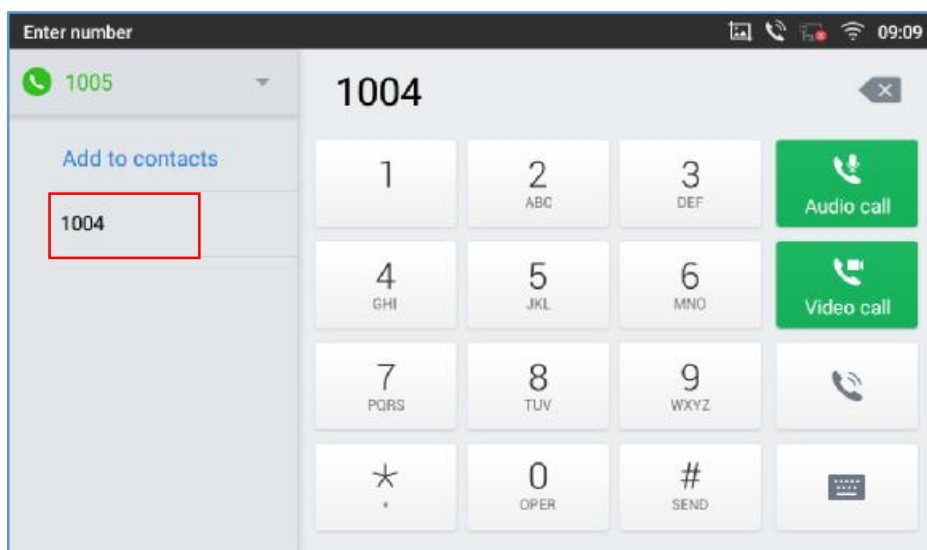 Enter number
09:09
1005
1004
Add to contacts
1004
1
2
ABC
3
DEF
Audio call
4
GHI
5
JKL
6
MNO
Video call
7
PQRS
8
TUV
9
WXYZ
*
0
OPER
#
SEND